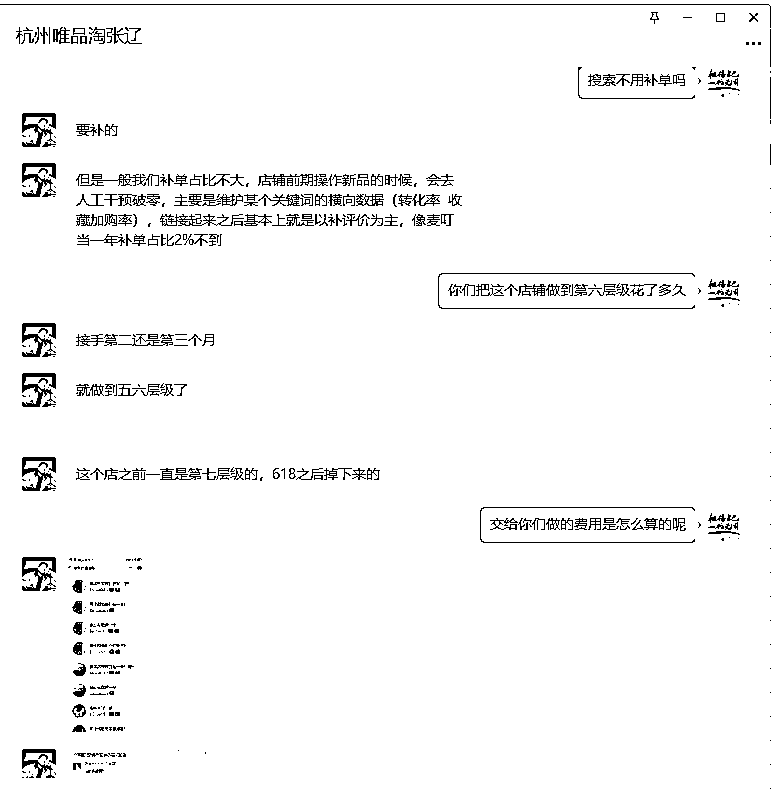 杭州唯品淘张辽
搜索不用补单吗
要补的
但是一般我们补单占比不大，店铺前期操作新品的时候，会去
人工干预破零，主要是维护某个关键词的横向数据（转化率 收
藏加购率），链接起来之后基本上就是以补评价为主，像麦叮
当一年补单占比2%不到
你们把这个店铺做到第六层级花了多久
接手第二还是第三个月
就做到五六层级了
这个店之前一直是第七层级的，618之后掉下来的
交给你们做的费用是怎么算的呢